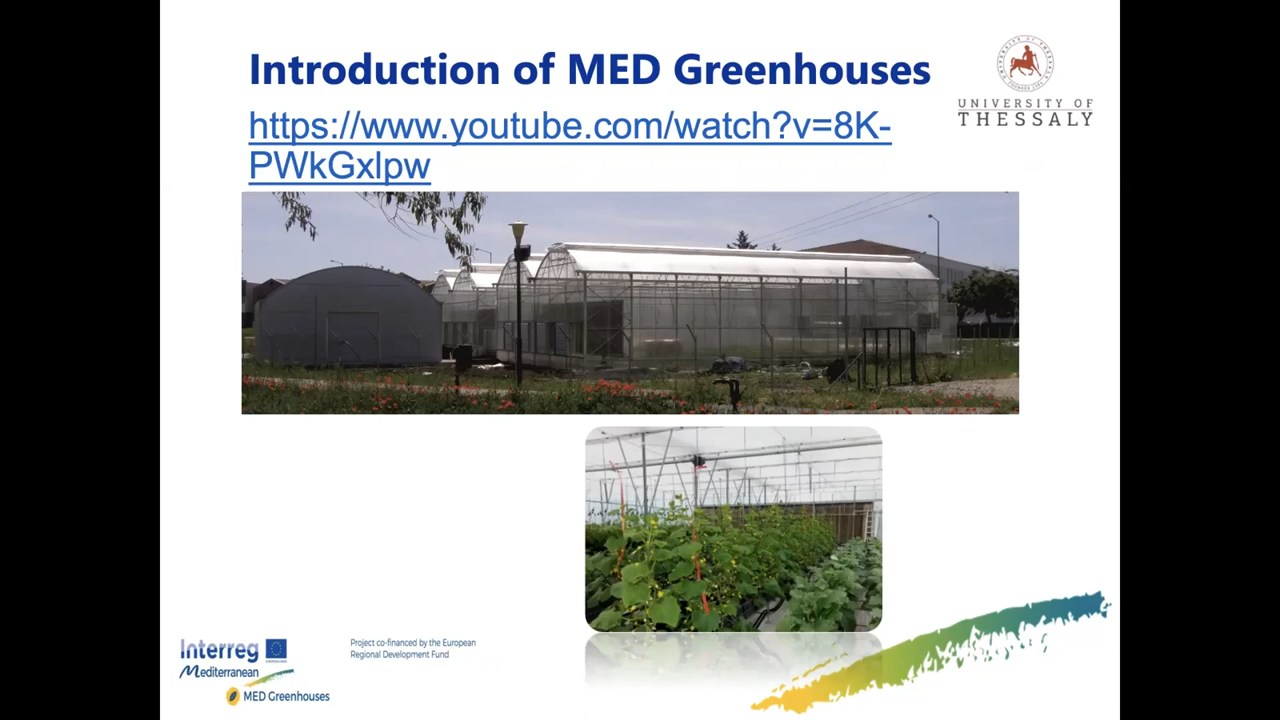 Introduction of MED Greenhouses
https://www.youtube.com/watch?v=8K-
PWkGxlpw
UNIVERSITY OF
THESSALY
Interreg
Mediterranean
MED Greenhouses
Project co-financed by the European
Regional Development Fund